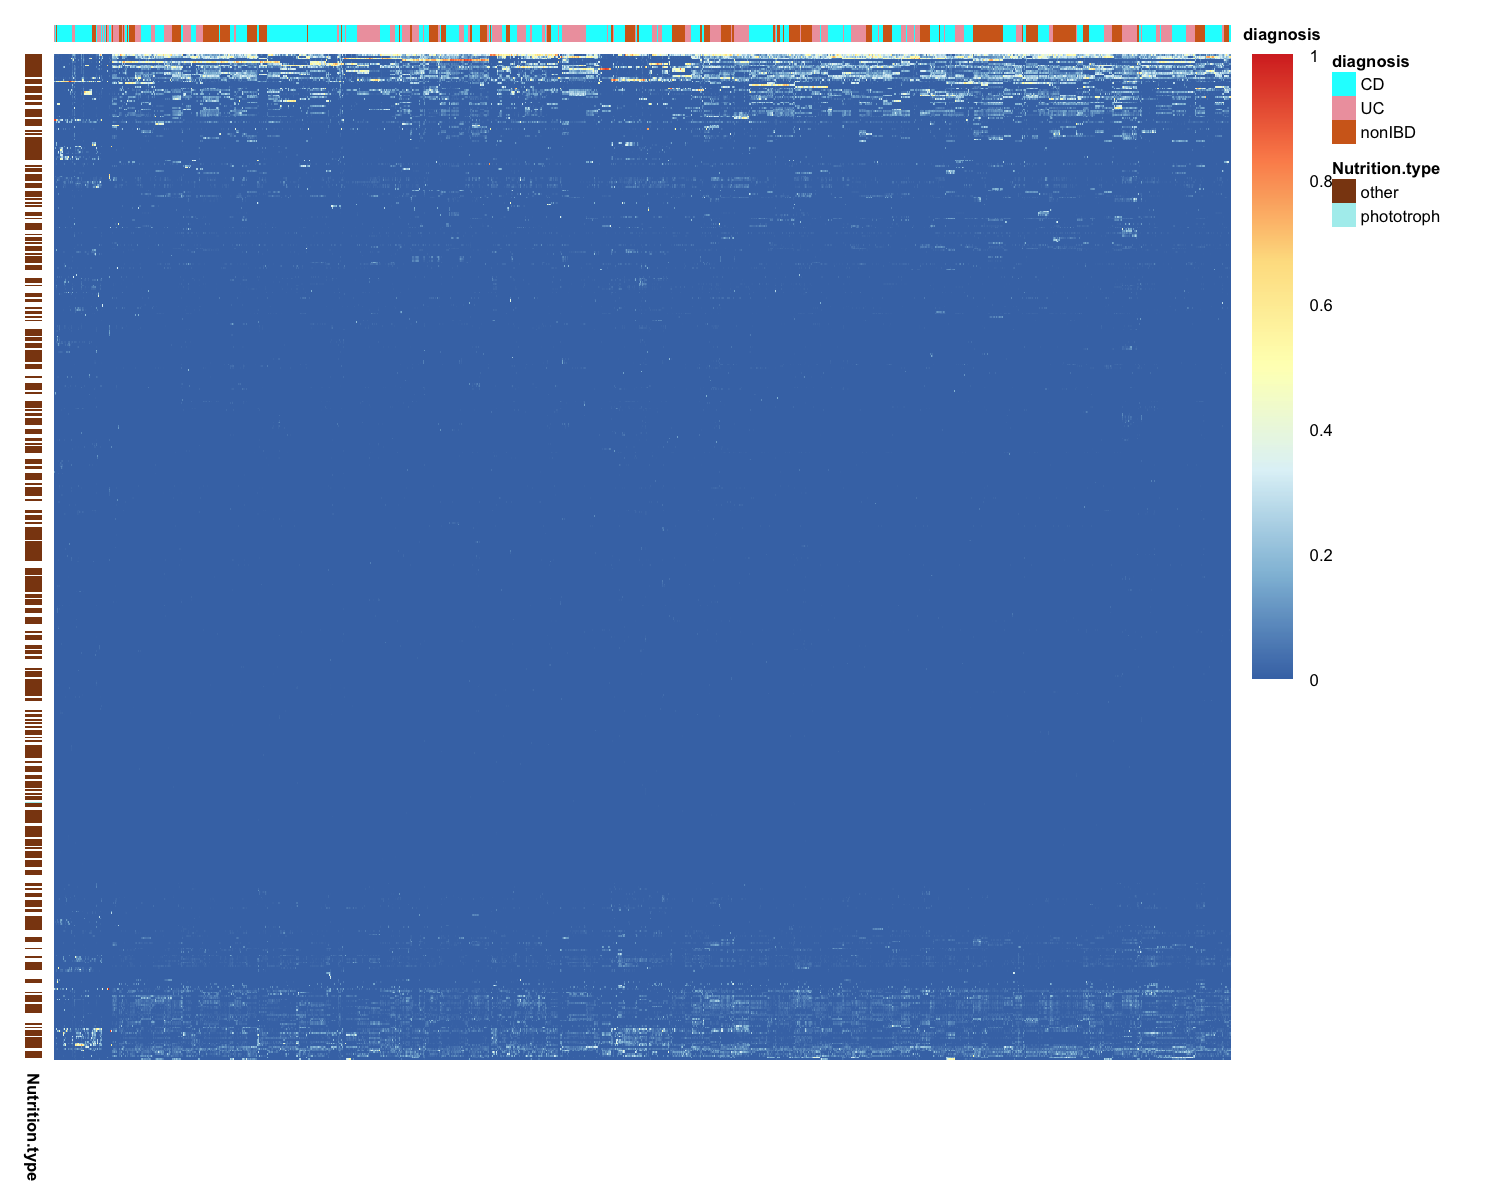 diagnosis
1
0.8
0.6
0.4
0.2
0
diagnosis
CD
UC
nonIBD
Nutrition.type
other
phototroph
Nutrition.type